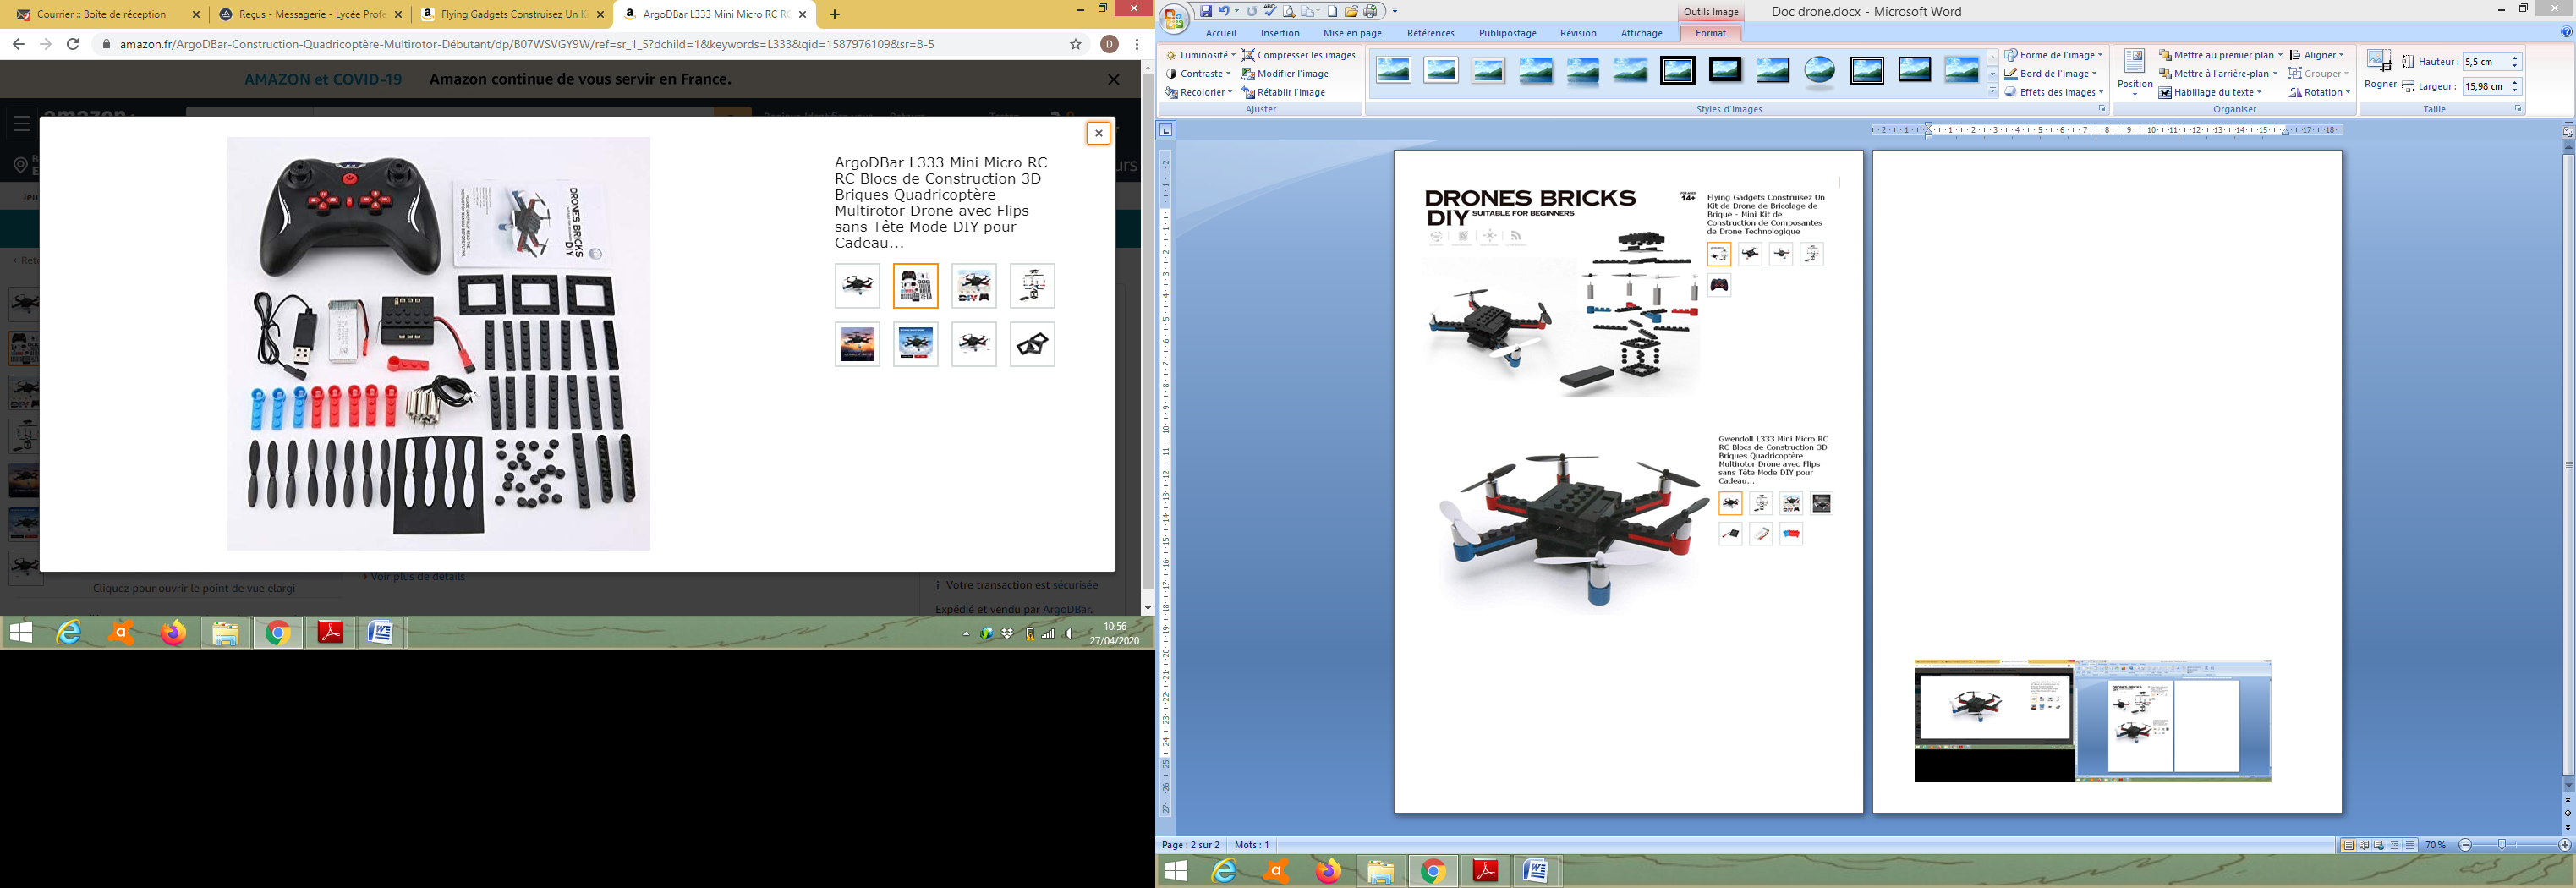 Courrier :: Boîte de réception
Reçus - Messagerie - Lycée Profe
Flying Gadgets Construisez Un Ki
ArgoDBar L333 Mini Micro RC RC
amazon.fr/ArgoDBar-Construction-Quadricoptère-Multirotor-Débutant/dp/B07WSVGY9W/ref=sr_1_5?dchild=1&keywords=L333&qid=1587976109&sr=8-5
D
AMAZON et COVID-19 Amazon continue de vous servir en France.
ArgoDBar L333 Mini Micro RC
RC Blocs de Construction 3D
Briques Quadricoptère
Multirotor Drone avec Flips
sans Tête Mode DIY pour
Cadeau...
DRONES BRICKS
DIY
› Voir plus de détails
Cliquez pour ouvrir le point de vue élargi
Votre transaction est sécurisée
Expédié et vendu par ArgoDBar.
10:56
27/04/2020
Outils Image
Doc drone.docx - Microsoft Word
Accueil Insertion Mise en page Références Publipostage Révision Affichage Format
Luminosité
Contraste
Recolorier
Compresser les images
Modifier l'image
Rétablir l'image
Ajuster
Styles d'images
Forme de l'image
Bord de l'image
Effets des images
Position
Mettre au premier plan
Mettre à l'arrière-plan
Habillage du texte
Aligner
Grouper
Rotation
Organiser
Rogner
Hauteur : 5,5 cm
Largeur : 15,98 cm
Taille
DRONES BRICKS
DIY SUITABLE FOR BEGINNERS
FOR AGES
14+
Flying Gadgets Construisez Un
Kit de Drone de Bricolage de
Brique - Mini Kit de
Construction de Composantes
de Drone Technologique
Gwendoll L333 Mini Micro RC
RC Blocs de Construction 3D
Briques Quadricoptère
Multirotor Drone avec Flips
sans Tête Mode DIY pour
Cadeau...
Page : 2 sur 2 Mots : 1
70 %